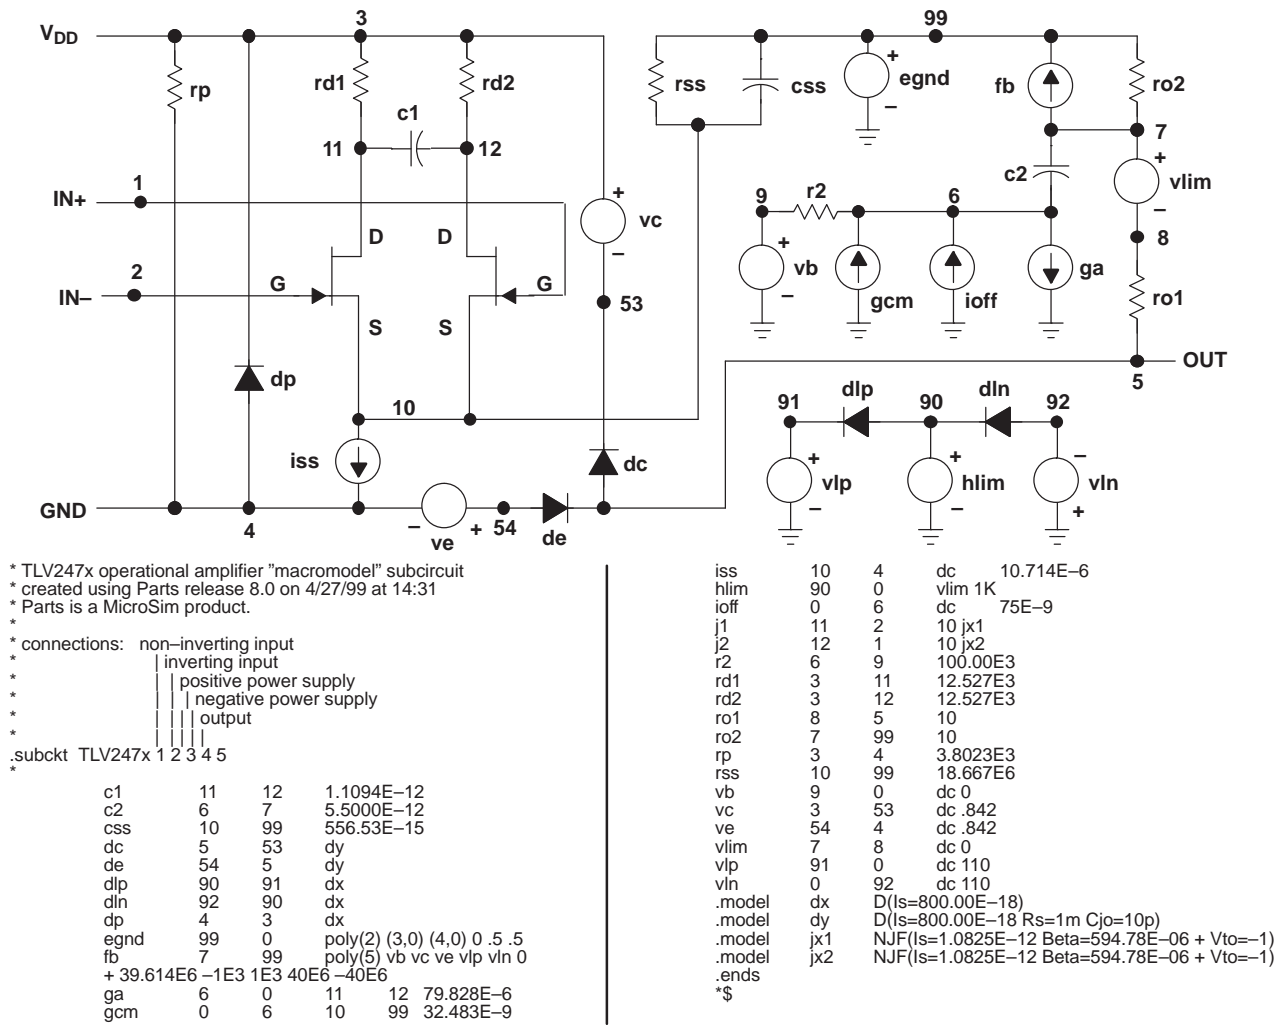 3
99
VDD
rp
rd1
rd2
c1
11
12
rss
css
+
egnd
−
fb
ro2
7
1
IN+
+
vc
−
c2
+
vlim
−
9
r2
6
8
D
D
2
IN–
G
G
53
+
vb
−
gcm
ioff
ga
ro1
S
S
OUT
5
dp
10
91
dlp
90
dln
92
iss
dc
+
vlp
−
+
hlim
−
−
vln
+
GND
4
−
ve
+
54
de
* TLV247x operational amplifier ”macromodel” subcircuit
* created using Parts release 8.0 on 4/27/99 at 14:31
* Parts is a MicroSim product.
*
* connections: non–inverting input
* | inverting input
* | | positive power supply
* | | | negative power supply
* | | | | output
* | | | | |
.subckt TLV247x 1 2 3 4 5
*
c1 11 12 1.1094E–12
c2 6 7 5.5000E–12
css 10 99 556.53E–15
dc 5 53 dy
de 54 5 dy
dlp 90 91 dx
dln 92 90 dx
dp 4 3 dx
egnd 99 0 poly(2) (3,0) (4,0) 0 .5 .5
fb 7 99 poly(5) vb vc ve vlp vln 0
+ 39.614E6 –1E3 1E3 40E6 –40E6
ga 6 0 11 12 79.828E–6
gcm 0 6 10 99 32.483E–9
iss 10 4 dc 10.714E–6
hlim 90 0 vlim 1K
ioff 0 6 dc 75E–9
j1 11 2 10 jx1
j2 12 1 10 jx2
r2 6 9 100.00E3
rd1 3 11 12.527E3
rd2 3 12 12.527E3
ro1 8 5 10
ro2 7 99 10
rp 3 4 3.8023E3
rss 10 99 18.667E6
vb 9 0 dc 0
vc 3 53 dc .842
ve 54 4 dc .842
vlim 7 8 dc 0
vlp 91 0 dc 110
vln 0 92 dc 110
.model dx D(Is=800.00E–18)
.model dy D(Is=800.00E–18 Rs=1m Cjo=10p)
.model jx1 NJF(Is=1.0825E–12 Beta=594.78E–06 + Vto=–1)
.model jx2 NJF(Is=1.0825E–12 Beta=594.78E–06 + Vto=–1)
.ends
*$